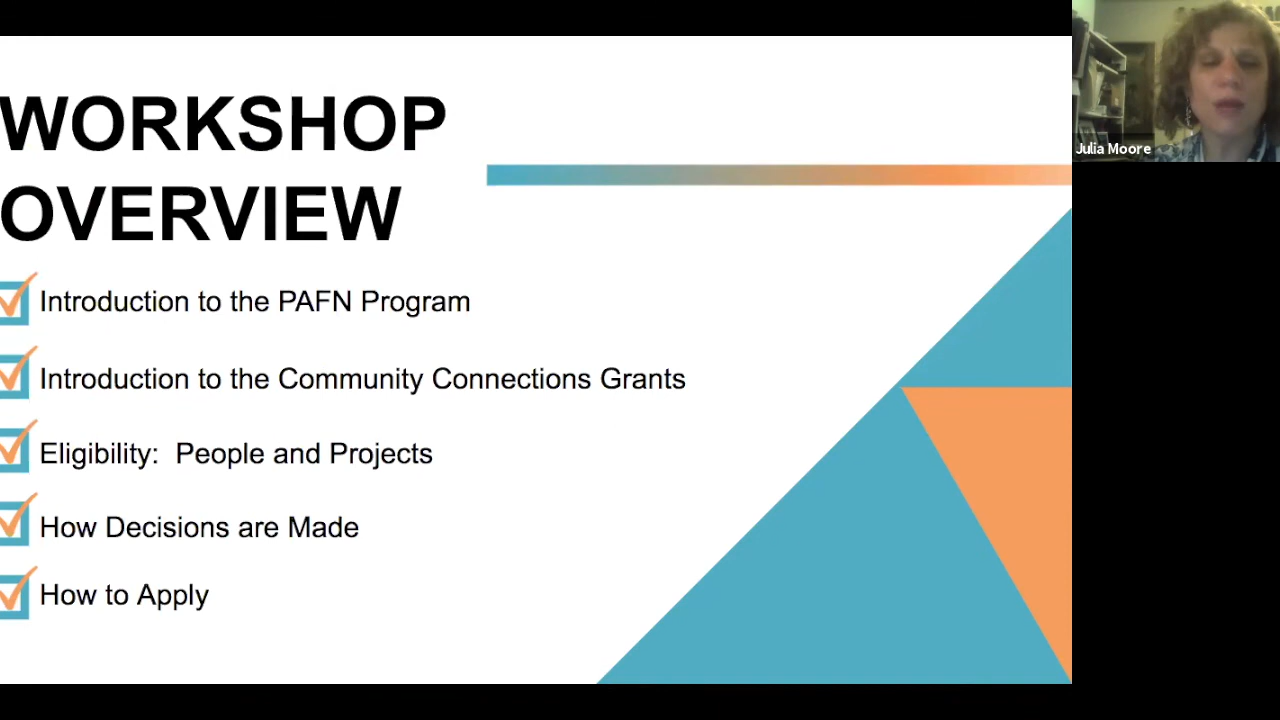 WORKSHOP
OVERVIEW
Introduction to the PAFN Program
Introduction to the Community Connections Grants
Eligibility:  People and Projects
How Decisions are Made
How to Apply
Julia Moore